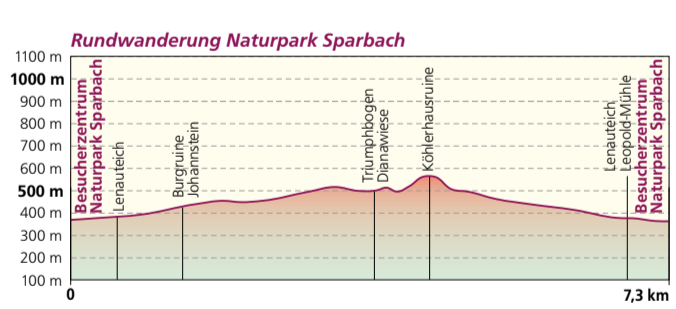 Rundwanderung Naturpark Sparbach
1100 m
1000 m
900 m
800 m
700 m
600 m
500 m
400 m
300 m
200 m
100 m
Besucherzentrum
Naturpark Sparbach
Lenauteich
Burgruine
Johannstein
Triumphbogen
Dianawiese
Köhlerhausruine
Lenauteich
Leopold-Mühle
Besucherzentrum
Naturpark Sparbach
0
7,3 km